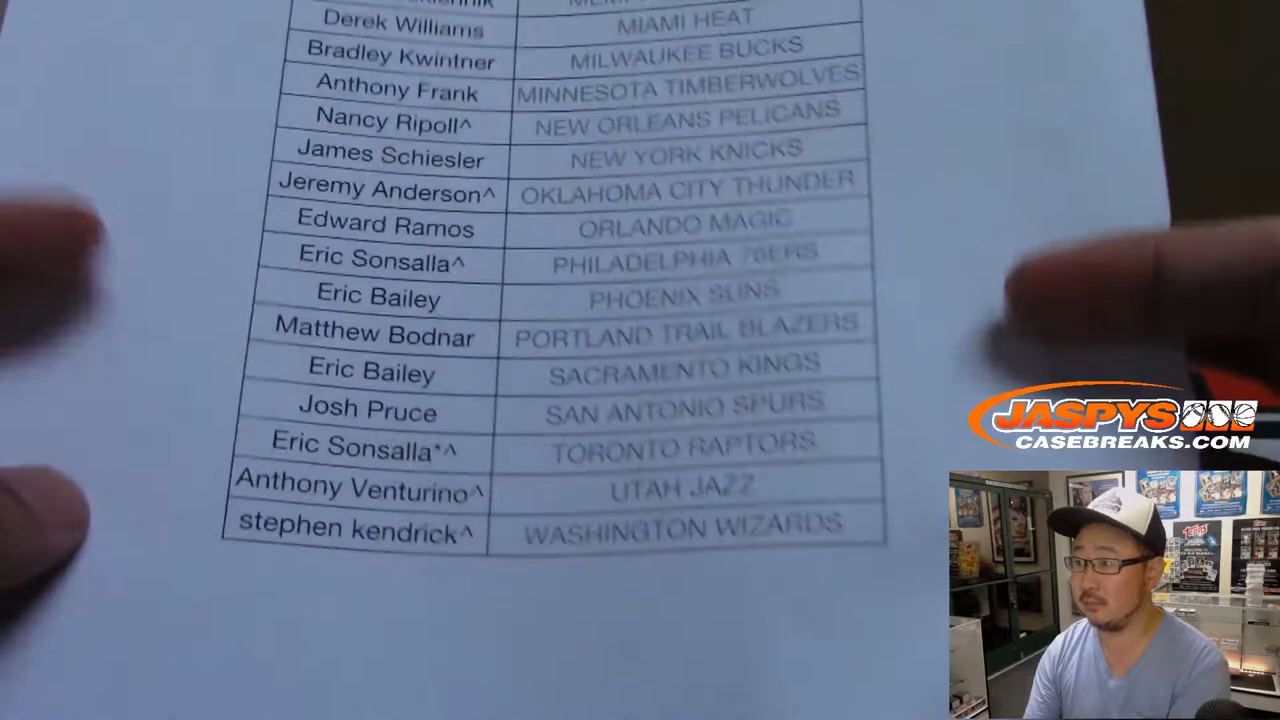 Derek Williams MIAMI HEAT
Bradley Kwintner MILWAUKEE BUCKS
Anthony Frank MINNESOTA TIMBERWOLVES
Nancy Ripoll^ NEW ORLEANS PELICANS
James Schiesler NEW YORK KNICKS
Jeremy Anderson^ OKLAHOMA CITY THUNDER
Edward Ramos ORLANDO MAGIC
Eric Sonsalla^ PHILADELPHIA 76ERS
Eric Bailey PHOENIX SUNS
Matthew Bodnar PORTLAND TRAIL BLAZERS
Eric Bailey SACRAMENTO KINGS
Josh Pruce SAN ANTONIO SPURS
Eric Sonsalla*^ TORONTO RAPTORS
Anthony Venturino^ UTAH JAZZ
stephen kendrick^ WASHINGTON WIZARDS
JASPYS
CASEBREAKS.COM